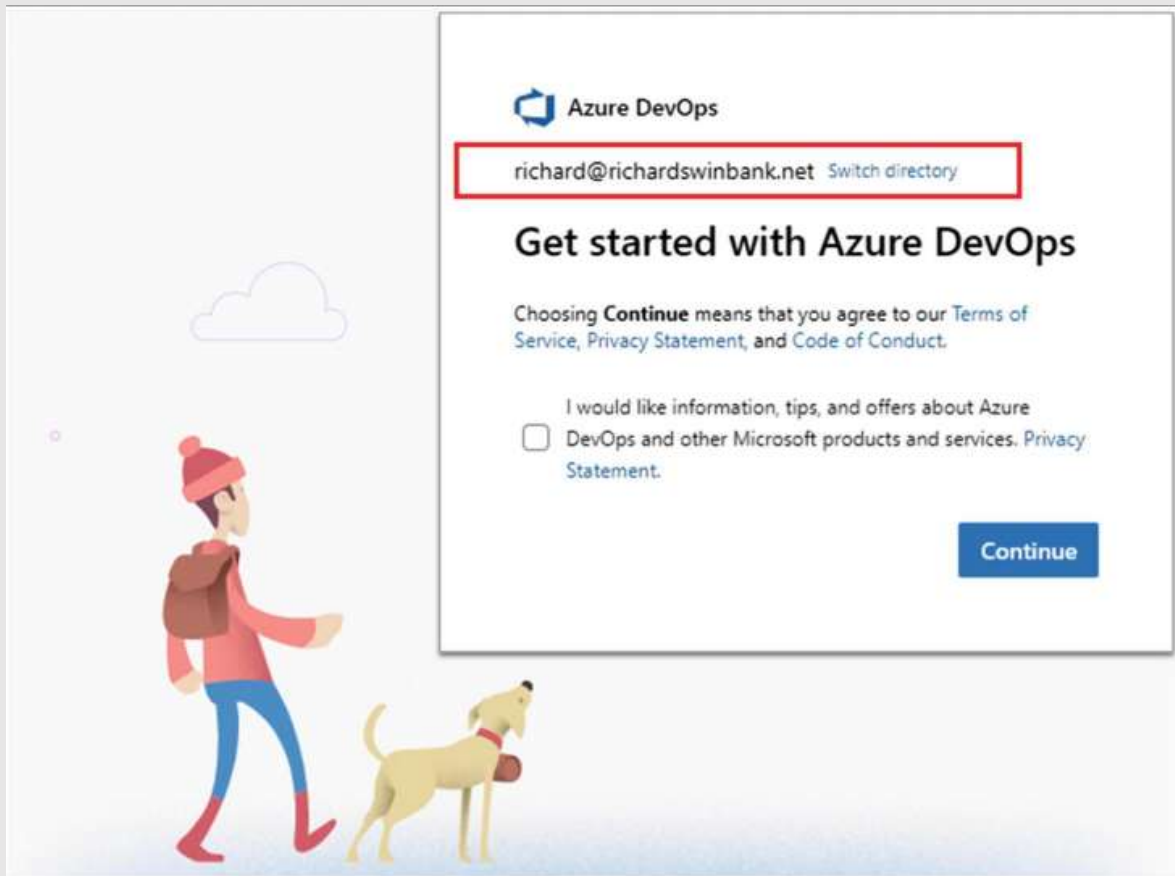 Azure DevOps
richard@richardswinbank.net Switch directory
Get started with Azure DevOps
Choosing Continue means that you agree to our Terms of
Service, Privacy Statement, and Code of Conduct.
I would like information, tips, and offers about Azure
DevOps and other Microsoft products and services. Privacy
Statement.
Continue